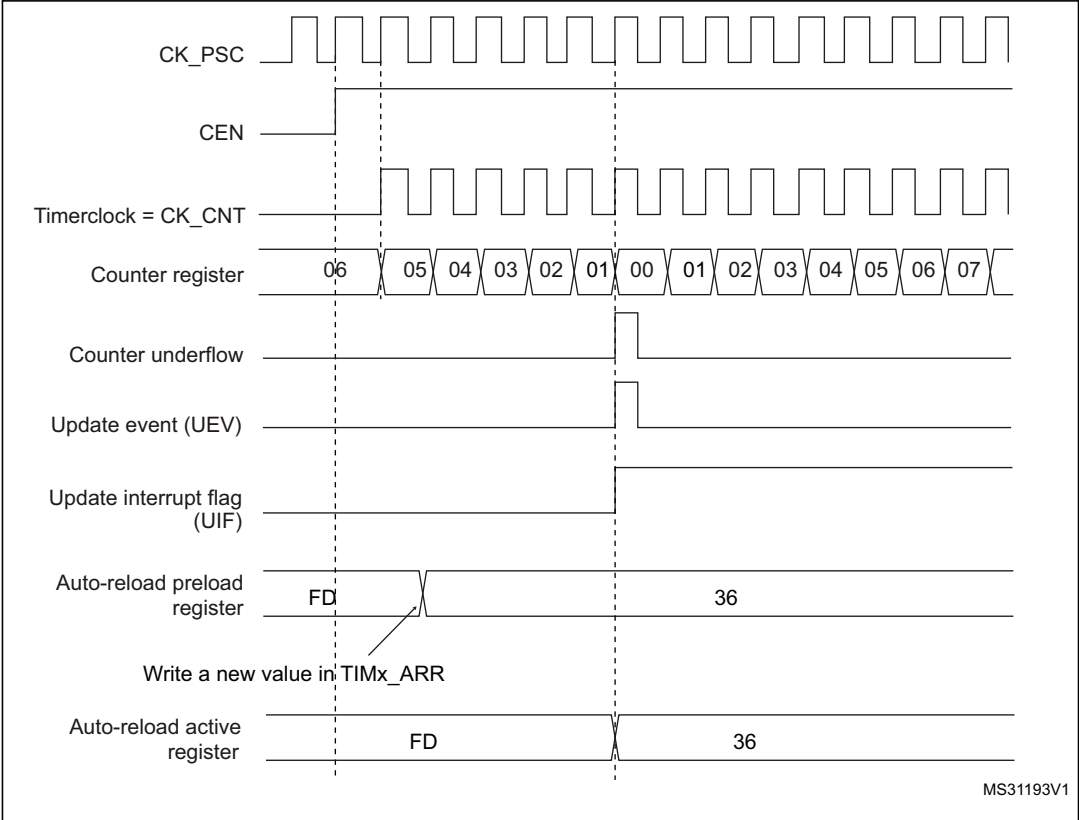 CK_PSC
CEN
Timerclock = CK_CNT
Counter register 06 05 04 03 02 01 00 01 02 03 04 05 06 07
Counter underflow
Update event (UEV)
Update interrupt flag
(UIF)
Auto-reload preload
register
FD 36
Write a new value in TIMx_ARR
Auto-reload active
register
FD 36
MS31193V1